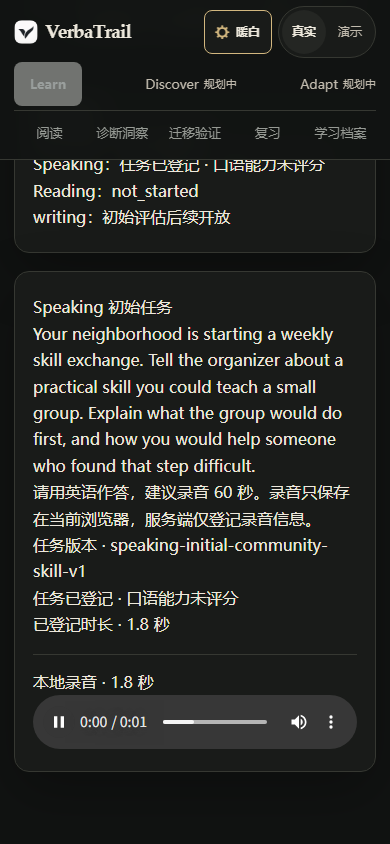 VerbaTrail
暖白
真实
演示
Learn
Discover 规划中
Adapt 规划中
阅读
诊断洞察
迁移验证
复习
学习档案
Speaking：任务已登记 · 口语能力未评分
Reading：not_started
writing：初始评估后续开放
Speaking 初始任务
Your neighborhood is starting a weekly
skill exchange. Tell the organizer about a
practical skill you could teach a small
group. Explain what the group would do
first, and how you would help someone
who found that step difficult.
请用英语作答，建议录音 60 秒。录音只保存
在当前浏览器，服务端仅登记录音信息。
任务版本 · speaking-initial-community-
skill-v1
任务已登记 · 口语能力未评分
已登记时长 · 1.8 秒
本地录音 · 1.8 秒
0:00 / 0:01